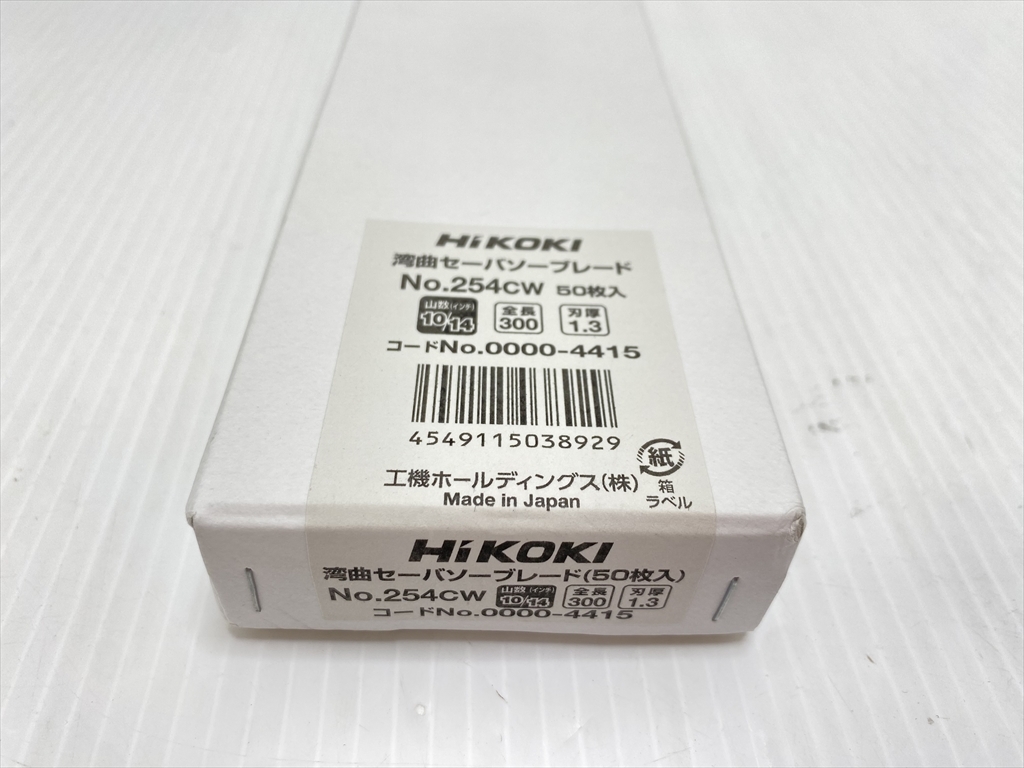 HiKOKI
湾曲セーバソーブレード
No.254CW 50枚入
山数(インチ) 10/14 全長 300 刃厚 1.3
コードNo.0000-4415
4549115038929
紙
箱
ラベル
工機ホールディングス(株)
Made in Japan
HiKOKI
湾曲セーバソーブレード(50枚入)
No.254CW 山数(インチ) 10/14 全長 300 刃厚 1.3
コードNo.0000-4415